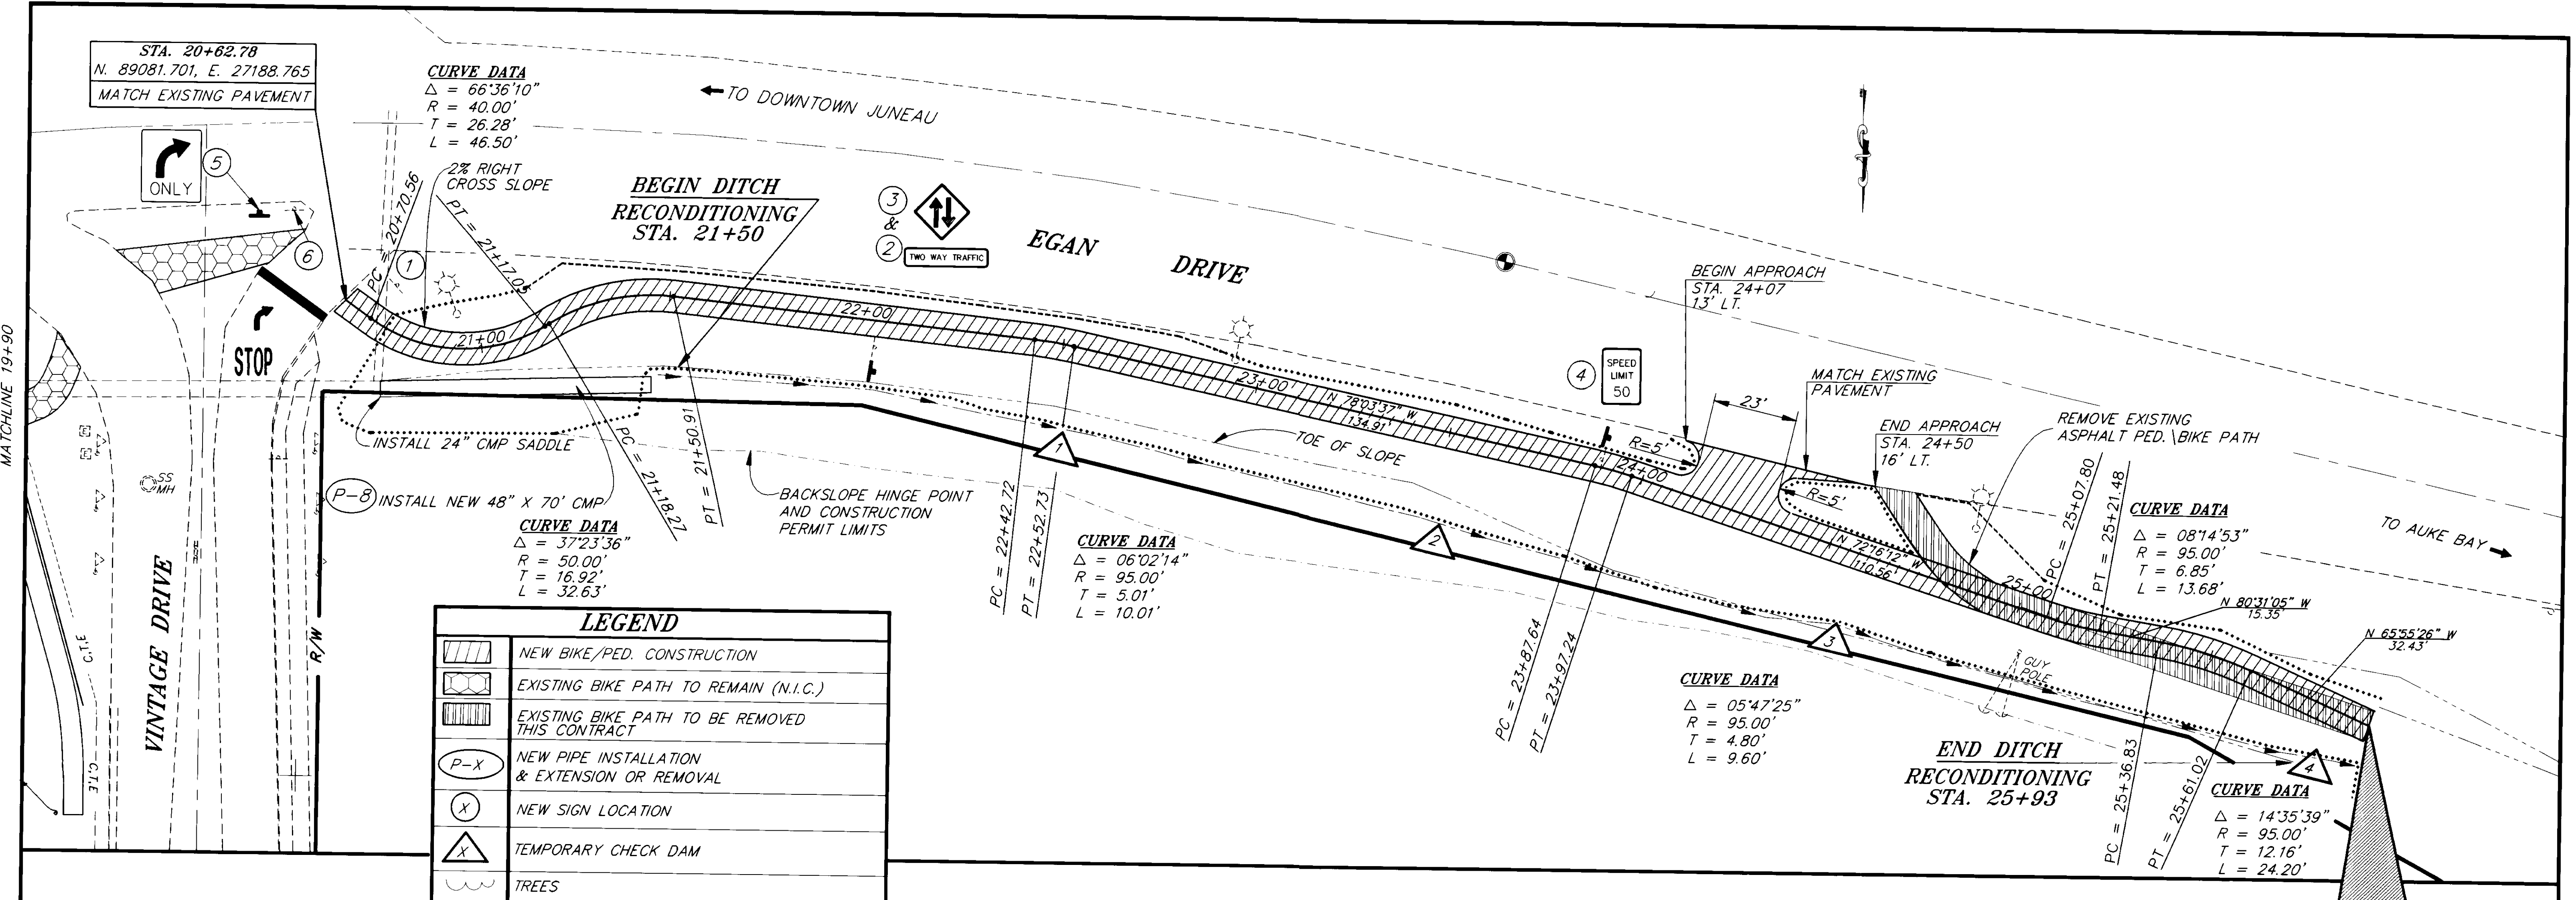 STA. 20+62.78
N. 89081.701, E. 27188.765
MATCH EXISTING PAVEMENT
CURVE DATA
Δ = 66°36'10"
R = 40.00'
T = 26.28'
L = 46.50'
← TO DOWNTOWN JUNEAU
ONLY
5
6
2% RIGHT
CROSS SLOPE
PC = 20+70.56
PT = 21+17.05
1
BEGIN DITCH
RECONDITIONING
STA. 21+50
3
&
2
TWO WAY TRAFFIC
EGAN DRIVE
BEGIN APPROACH
STA. 24+07
13' LT.
4
SPEED
LIMIT
50
MATCH EXISTING
PAVEMENT
23'
R=5'
R=5'
END APPROACH
STA. 24+50
16' LT.
REMOVE EXISTING
ASPHALT PED.\BIKE PATH
PC = 25+07.80
PT = 25+21.48
CURVE DATA
Δ = 08°14'53"
R = 95.00'
T = 6.85'
L = 13.68'
TO AUKE BAY
MATCHLINE 19+90
STOP
21+00
22+00
23+00
N 78°03'37" W
134.91'
24+00
N 72°16'12" W
110.56'
25+00
N 80°31'05" W
15.35'
N 65°55'26" W
32.43'
INSTALL 24" CMP SADDLE
P-8
INSTALL NEW 48" X 70' CMP
PC = 21+18.27
PT = 21+50.91
TOE OF SLOPE
BACKSLOPE HINGE POINT
AND CONSTRUCTION
PERMIT LIMITS
SS
MH
CURVE DATA
Δ = 37°23'36"
R = 50.00'
T = 16.92'
L = 32.63'
PC = 22+42.72
PT = 22+52.73
CURVE DATA
Δ = 06°02'14"
R = 95.00'
T = 5.01'
L = 10.01'
1
2
3
4
PC = 23+87.64
PT = 23+97.24
CURVE DATA
Δ = 05°47'25"
R = 95.00'
T = 4.80'
L = 9.60'
GUY
POLE
END DITCH
RECONDITIONING
STA. 25+93
PC = 25+36.83
PT = 25+61.02
CURVE DATA
Δ = 14°35'39"
R = 95.00'
T = 12.16'
L = 24.20'
VINTAGE DRIVE
R/W
C.T.E
C.T.E
LEGEND
NEW BIKE/PED. CONSTRUCTION
EXISTING BIKE PATH TO REMAIN (N.I.C.)
EXISTING BIKE PATH TO BE REMOVED
THIS CONTRACT
P-X
NEW PIPE INSTALLATION
& EXTENSION OR REMOVAL
X
NEW SIGN LOCATION
X
TEMPORARY CHECK DAM
TREES